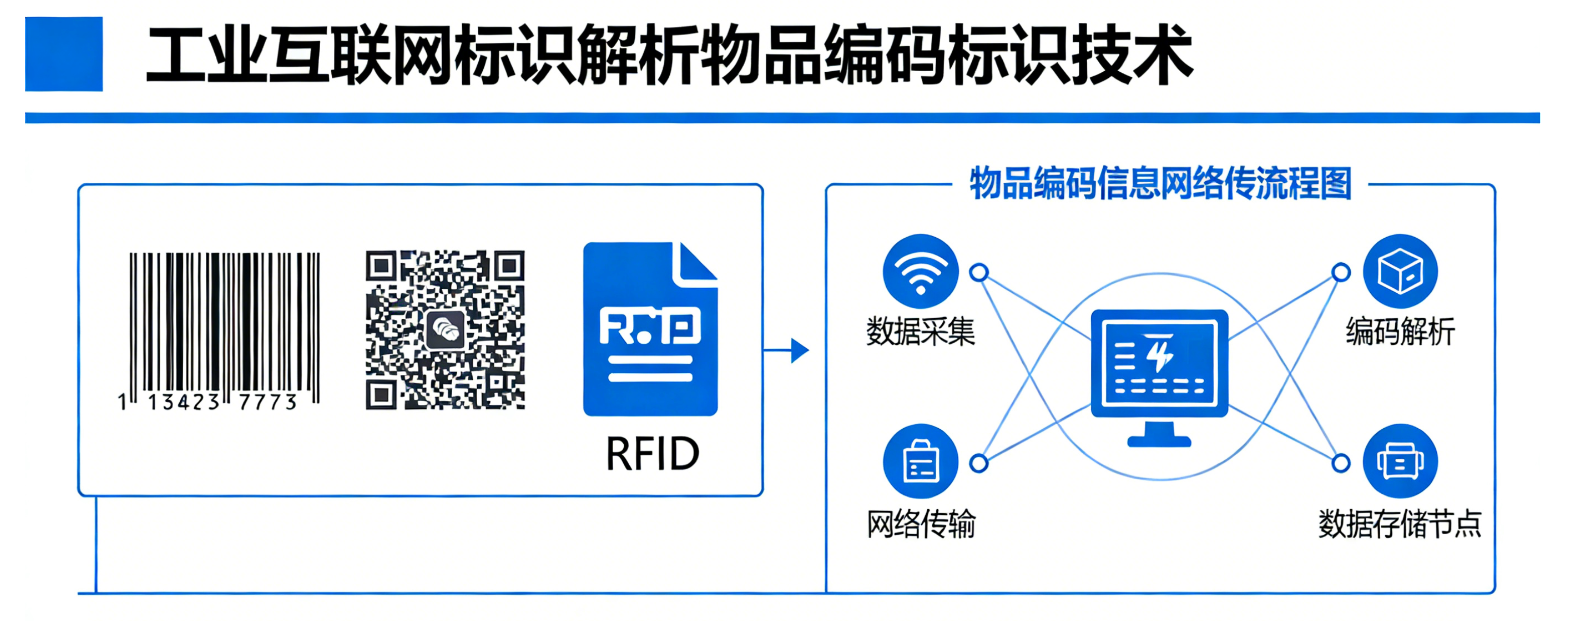 工业互联网标识解析物品编码标识技术
物品编码信息网络传流程图
1 13423 7773
RFID
数据采集
编码解析
网络传输
数据存储节点